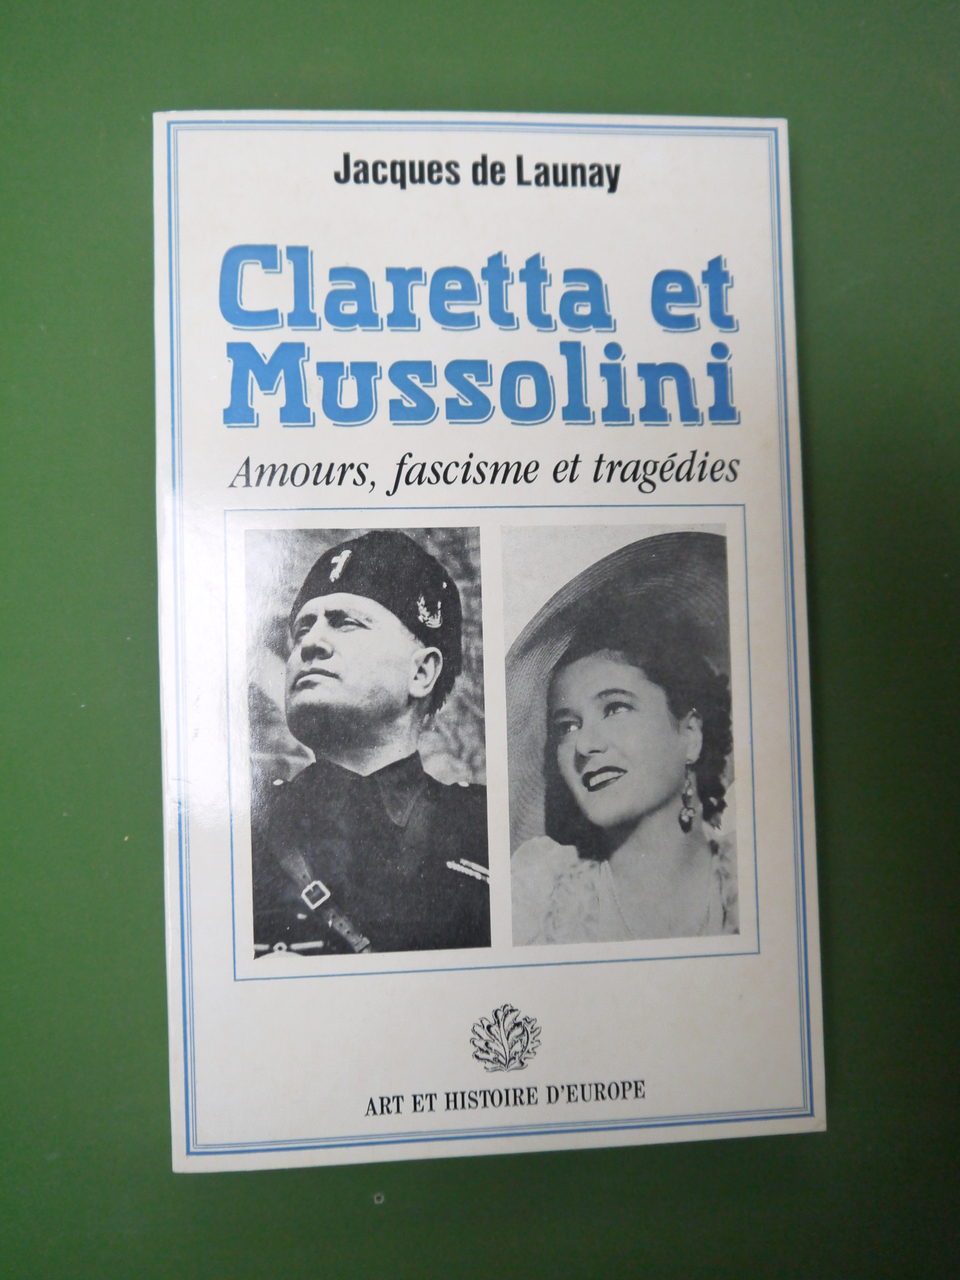 Jacques de Launay
Claretta et
Mussolini
Amours, fascisme et tragédies
ART ET HISTOIRE D'EUROPE